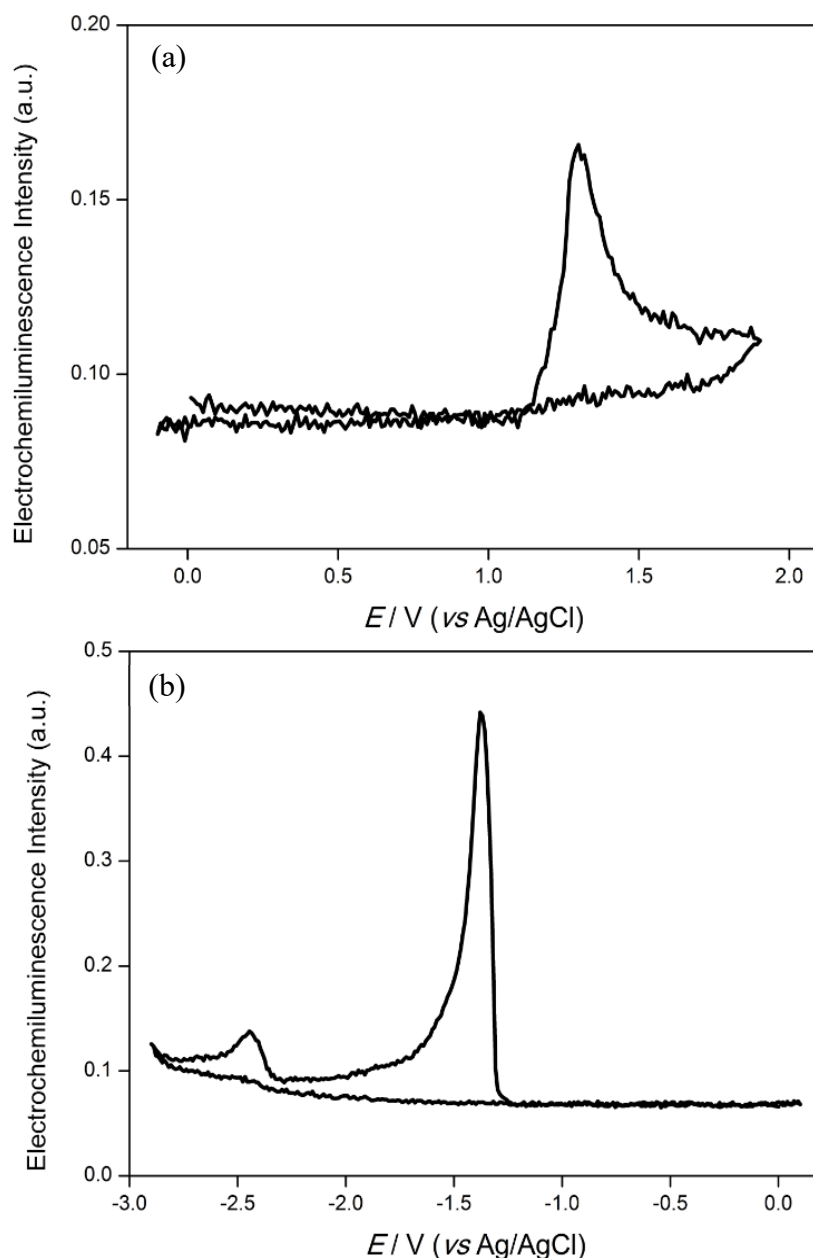 (a)
Electrochemiluminescence Intensity (a.u.)
0.20
0.15
0.10
0.05
0.0 0.5 1.0 1.5 2.0
E / V (vs Ag/AgCl)
(b)
Electrochemiluminescence Intensity (a.u.)
0.5
0.4
0.3
0.2
0.1
0.0
-3.0 -2.5 -2.0 -1.5 -1.0 -0.5 0.0
E / V (vs Ag/AgCl)